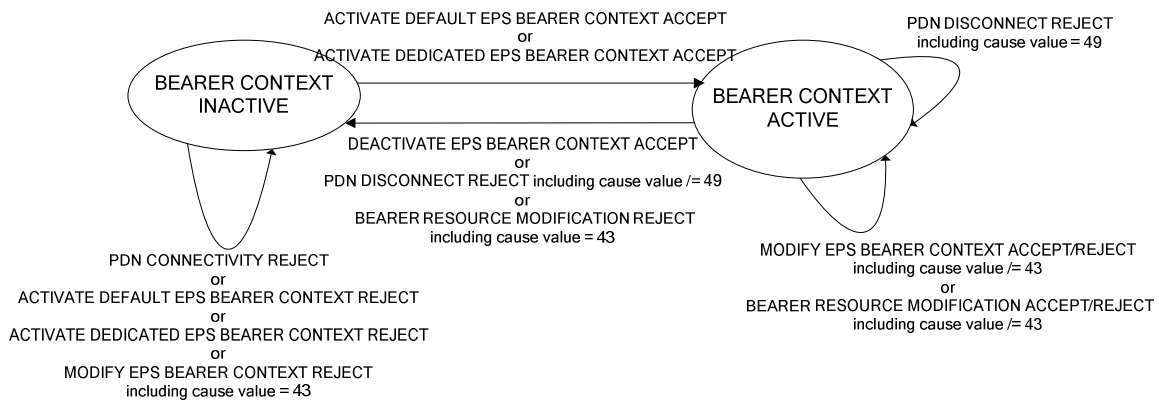 ACTIVATE DEFAULT EPS BEARER CONTEXT ACCEPT
or
ACTIVATE DEDICATED EPS BEARER CONTEXT ACCEPT
PDN DISCONNECT REJECT
including cause value = 49
BEARER CONTEXT
INACTIVE
BEARER CONTEXT
ACTIVE
DEACTIVATE EPS BEARER CONTEXT ACCEPT
or
PDN DISCONNECT REJECT including cause value /= 49
or
BEARER RESOURCE MODIFICATION REJECT
including cause value = 43
PDN CONNECTIVITY REJECT
or
ACTIVATE DEFAULT EPS BEARER CONTEXT REJECT
or
ACTIVATE DEDICATED EPS BEARER CONTEXT REJECT
or
MODIFY EPS BEARER CONTEXT REJECT
including cause value = 43
MODIFY EPS BEARER CONTEXT ACCEPT/REJECT
including cause value /= 43
or
BEARER RESOURCE MODIFICATION ACCEPT/REJECT
including cause value /= 43